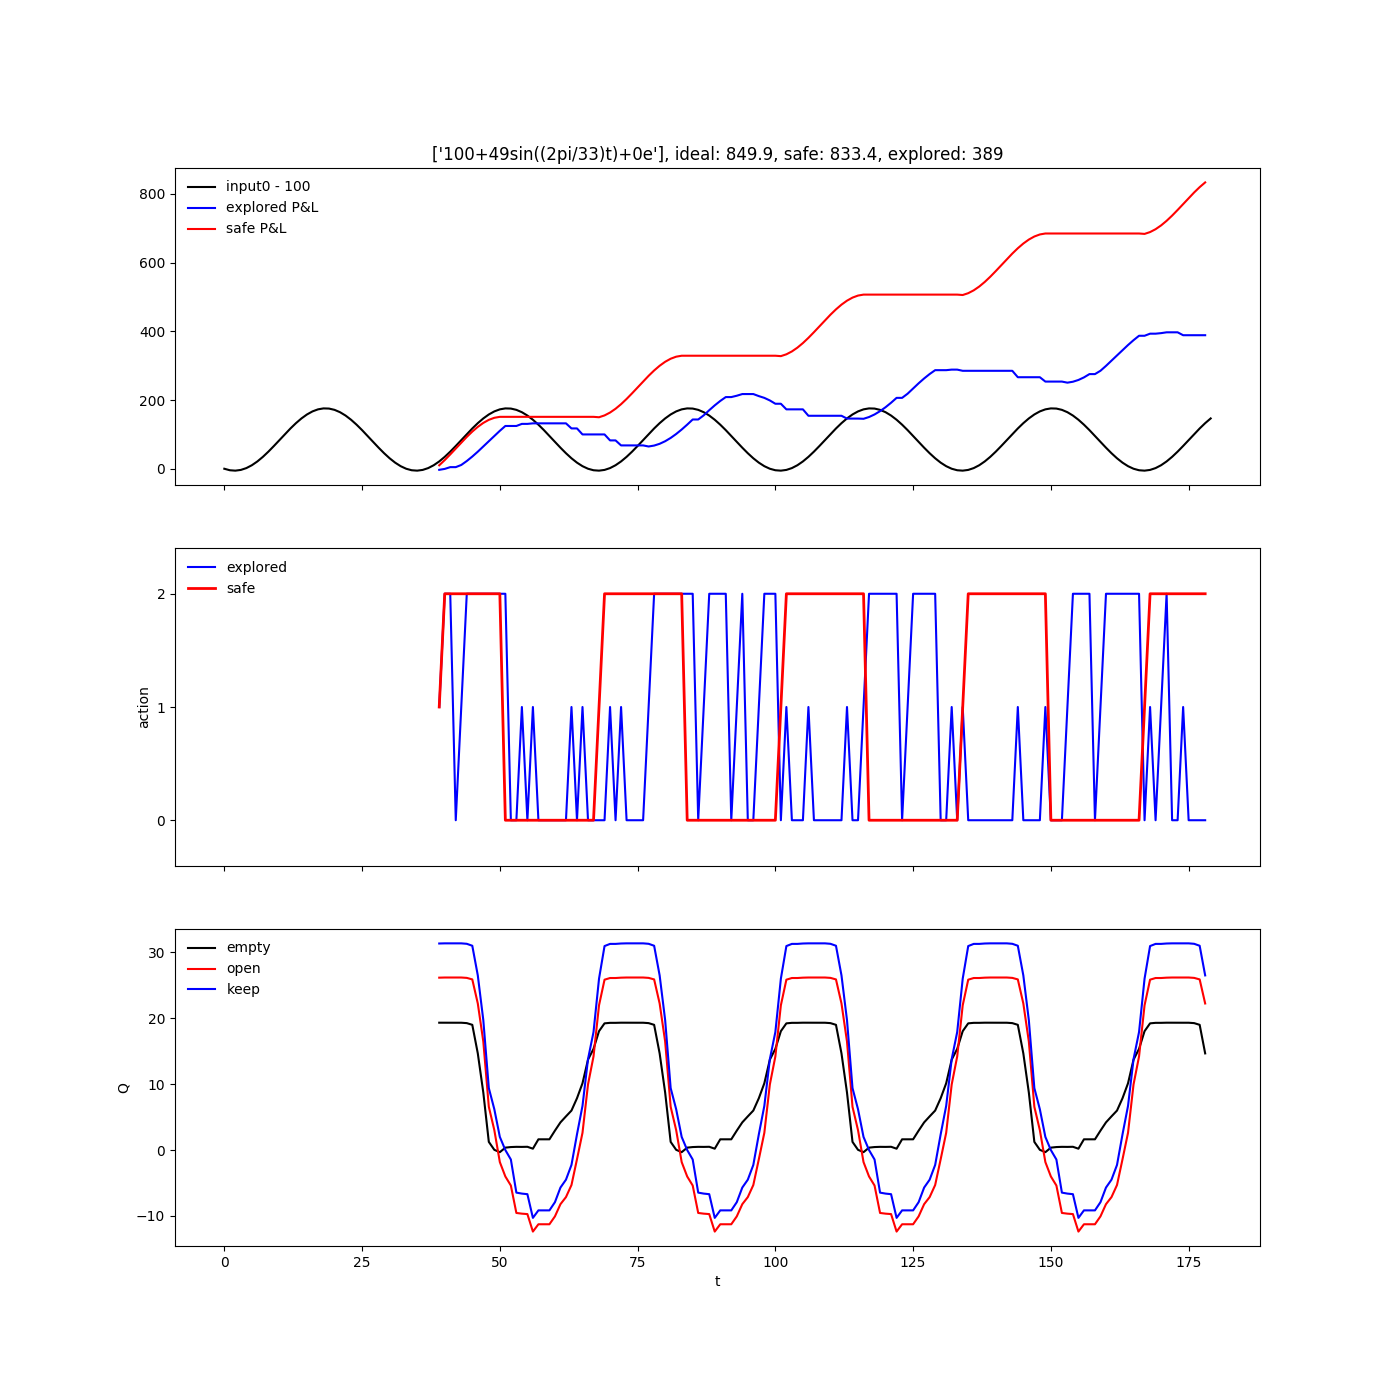 ['100+49sin((2pi/33)t)+0e'], ideal: 849.9, safe: 833.4, explored: 389
input0 - 100
explored P&L
safe P&L
800
600
400
200
0
explored
safe
2
1
0
action
empty
open
keep
30
20
10
0
−10
Q
0 25 50 75 100 125 150 175
t